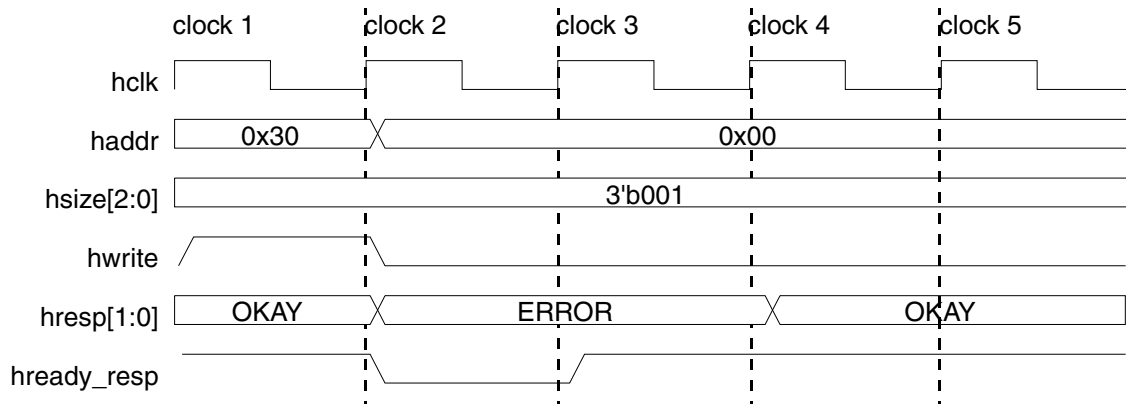 clock 1 clock 2 clock 3 clock 4 clock 5
hclk
haddr 0x30 0x00
hsize[2:0] 3'b001
hwrite
hresp[1:0] OKAY ERROR OKAY
hready_resp